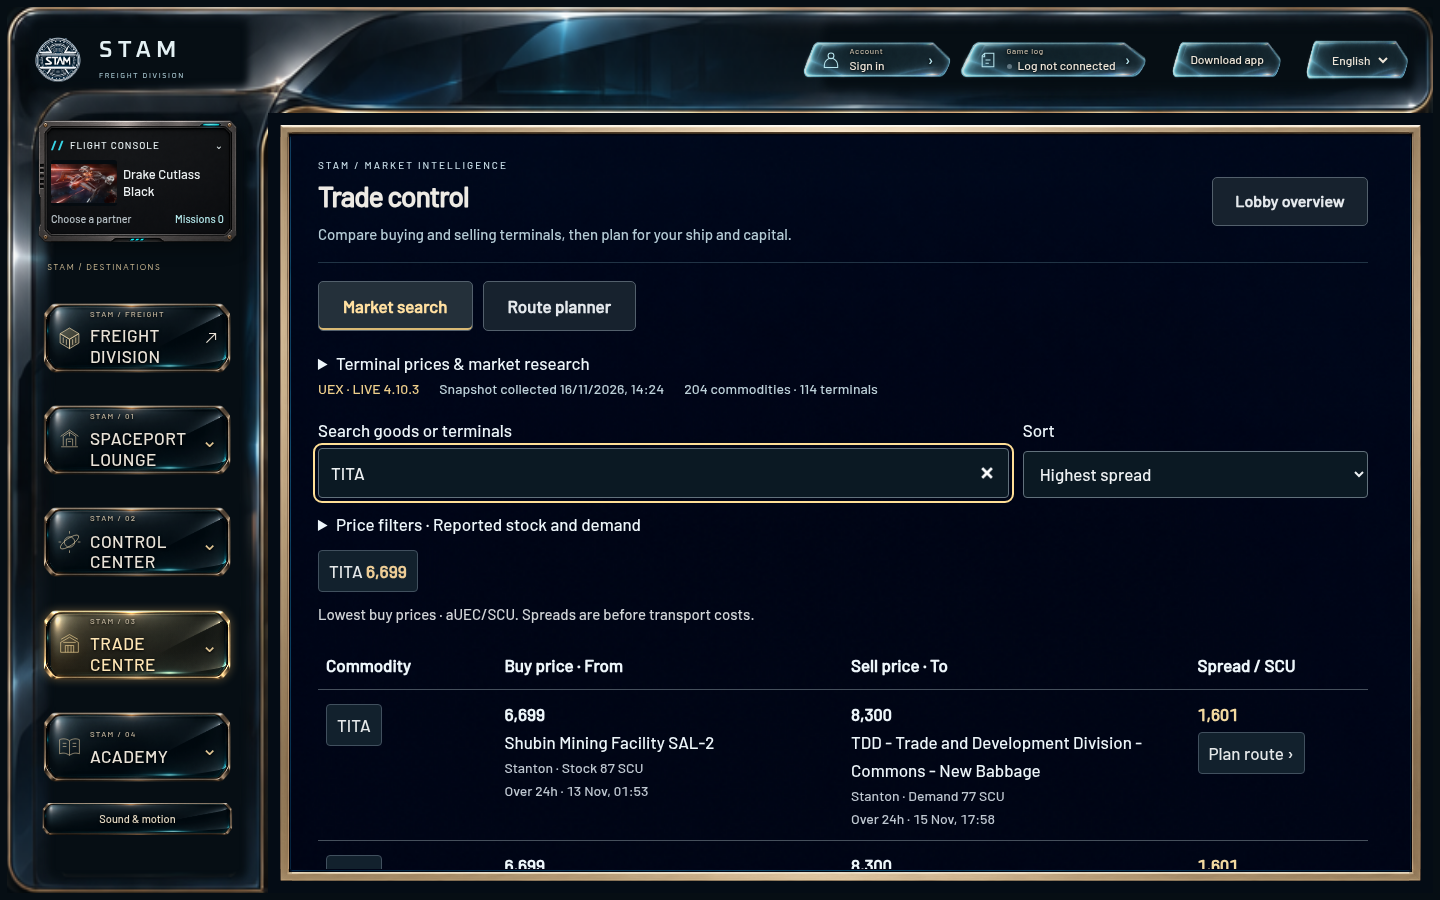 STAM
FREIGHT DIVISION
STAM
Account
Sign in
Game log
Log not connected
Download app
English
// FLIGHT CONSOLE
Drake Cutlass
Black
Choose a partner
Missions 0
STAM / DESTINATIONS
STAM / FREIGHT
FREIGHT
DIVISION
STAM / 01
SPACEPORT
LOUNGE
STAM / 02
CONTROL
CENTER
STAM / 03
TRADE
CENTRE
STAM / 04
ACADEMY
Sound & motion
STAM / MARKET INTELLIGENCE
Trade control
Compare buying and selling terminals, then plan for your ship and capital.
Lobby overview
Market search
Route planner
Terminal prices & market research
UEX · LIVE 4.10.3 Snapshot collected 16/11/2026, 14:24 204 commodities · 114 terminals
Search goods or terminals
TITA
Sort
Highest spread
Price filters · Reported stock and demand
TITA 6,699
Lowest buy prices · aUEC/SCU. Spreads are before transport costs.
Commodity Buy price · From Sell price · To Spread / SCU
TITA
6,699
Shubin Mining Facility SAL-2
Stanton · Stock 87 SCU
Over 24h · 13 Nov, 01:53
8,300
TDD - Trade and Development Division -
Commons - New Babbage
Stanton · Demand 77 SCU
Over 24h · 15 Nov, 17:58
1,601
Plan route ›
6,699 8,300 1,601